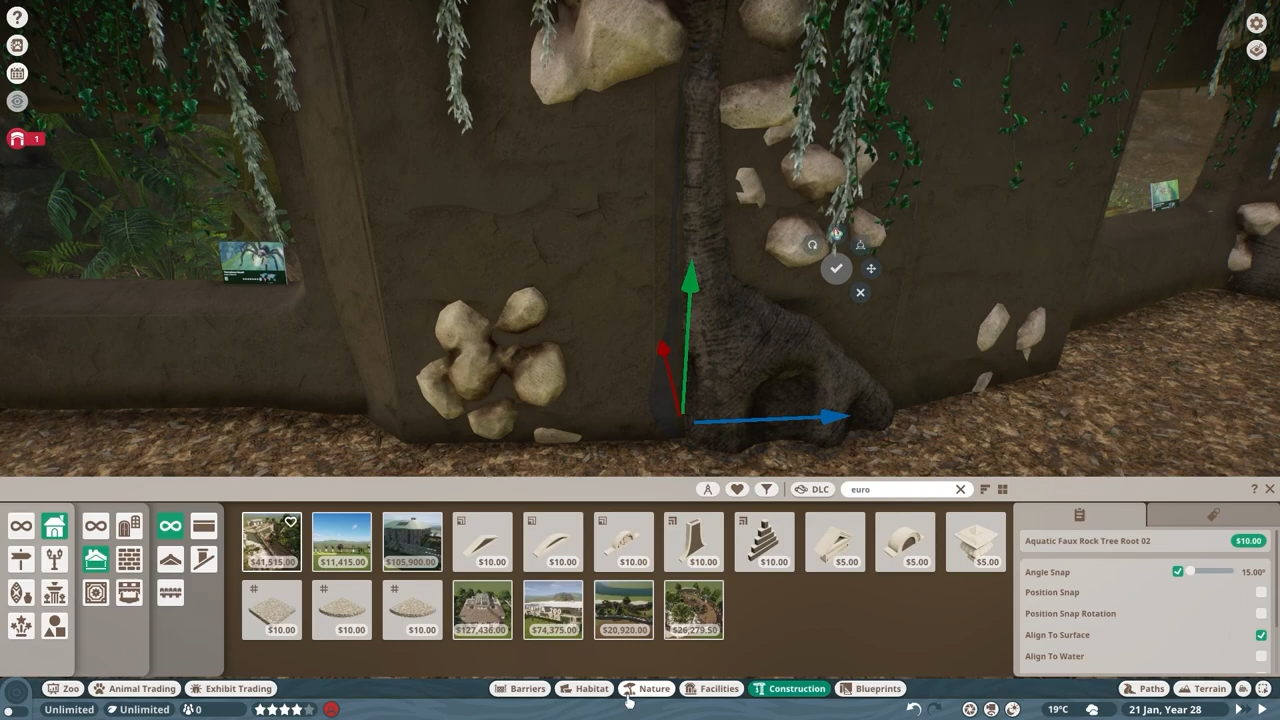 ?
1
DLC
euro
?
$41,515.00
$11,415.00
$105,900.00
$10.00
$10.00
$10.00
$10.00
$10.00
$5.00
$5.00
$5.00
$10.00
$10.00
$10.00
$127,436.00
$74,375.00
$20,920.00
$26,279.50
Aquatic Faux Rock Tree Root 02
$10.00
Angle Snap
15.00°
Position Snap
Position Snap Rotation
Align To Surface
Align To Water
Zoo
Animal Trading
Exhibit Trading
Barriers
Habitat
Nature
Facilities
Construction
Blueprints
Paths
Terrain
Unlimited
Unlimited
0
19°C
21 Jan, Year 28